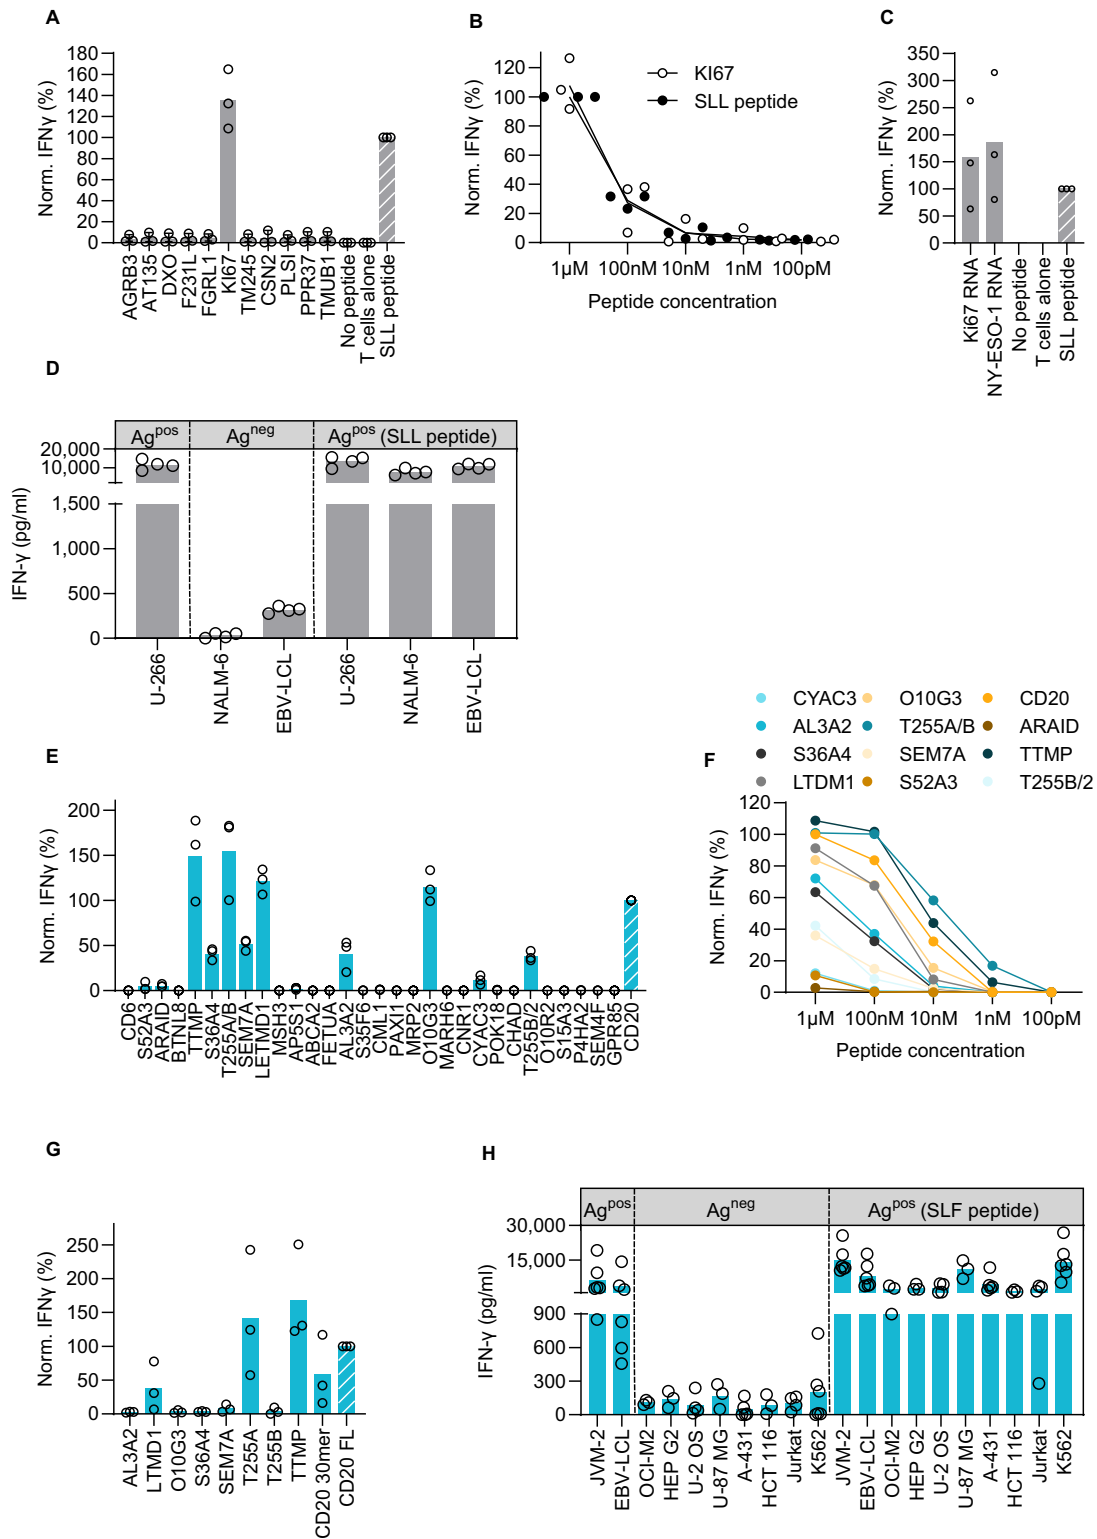 A
Norm. IFNγ (%)
180
160
140
120
100
80
60
40
20
0
AGRB3
AT135
DXO
F231L
FGRL1
KI67
TM245
CSN2
PLSI
PPR37
TMUB1
No peptide
T cells alone
SLL peptide
B
Norm. IFNγ (%)
120
100
80
60
40
20
0
KI67
SLL peptide
1µM
100nM
10nM
1nM
100pM
Peptide concentration
C
Norm. IFNγ (%)
350
300
250
200
150
100
50
0
Ki67 RNA
NY-ESO-1 RNA
No peptide
T cells alone
SLL peptide
D
Ag^pos
Ag^neg
Ag^pos (SLL peptide)
IFN-γ (pg/ml)
20,000
10,000
1,500
1,000
500
0
U-266
NALM-6
EBV-LCL
U-266
NALM-6
EBV-LCL
E
Norm. IFNγ (%)
200
150
100
50
0
CD6
S52A3
ARAID
BTNL8
TTMP
S36A4
T255A/B
SEM7A
LETMD1
MSH3
AP5S1
ABCA2
FETUA
AL3A2
S35F6
CML1
PAXI1
MRP2
O10G3
MARH6
CNR1
CYAC3
POK18
CHAD
T255B/2
O10R2
S15A3
P4HA2
SEM4F
GPR85
CD20
CYAC3
O10G3
CD20
AL3A2
T255A/B
ARAID
S36A4
SEM7A
TTMP
LTDM1
S52A3
T255B/2
F
Norm. IFNγ (%)
120
100
80
60
40
20
0
1µM
100nM
10nM
1nM
100pM
Peptide concentration
G
Norm. IFNγ (%)
250
200
150
100
50
0
AL3A2
LTMD1
O10G3
S36A4
SEM7A
T255A
T255B
TTMP
CD20 30mer
CD20 FL
H
Ag^pos
Ag^neg
Ag^pos (SLF peptide)
IFN-γ (pg/ml)
30,000
15,000
900
600
300
0
JVM-2
EBV-LCL
OCI-M2
HEP G2
U-2 OS
U-87 MG
A-431
HCT 116
Jurkat
K562
JVM-2
EBV-LCL
OCI-M2
HEP G2
U-2 OS
U-87 MG
A-431
HCT 116
Jurkat
K562